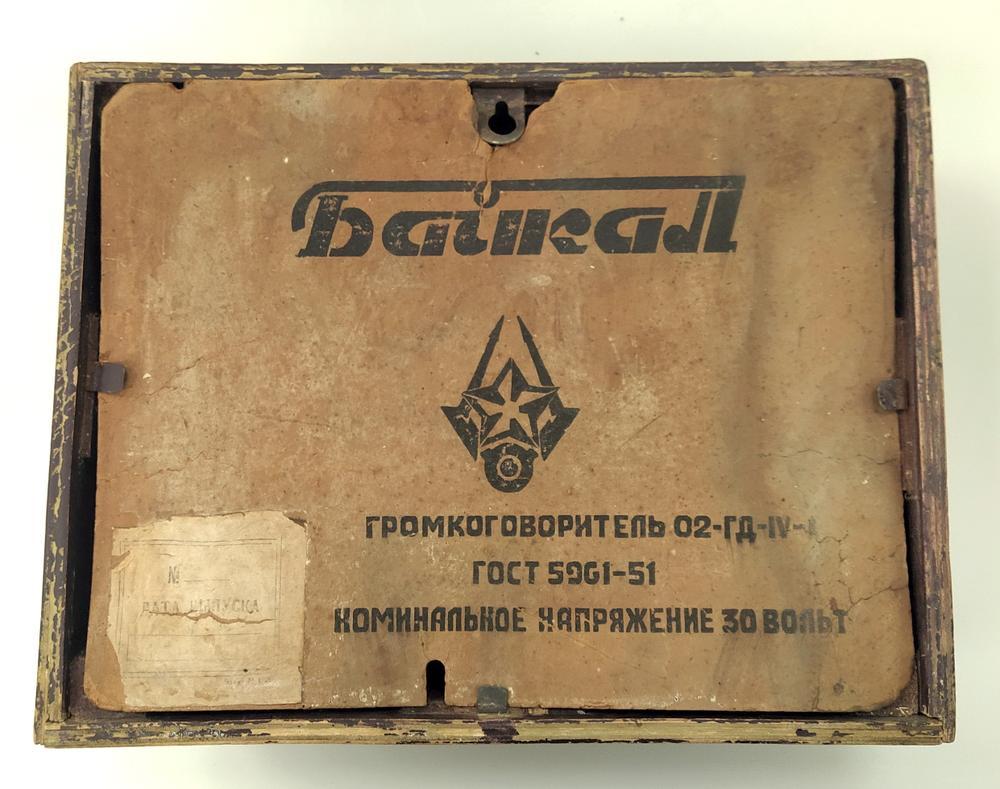 Байкал
ГРОМКОГОВОРИТЕЛЬ 02-ГД-IV-
ГОСТ 5961-51
НОМИНАЛЬНОЕ НАПРЯЖЕНИЕ 30 ВОЛЬТ
№
ДАТА ВЫПУСКА